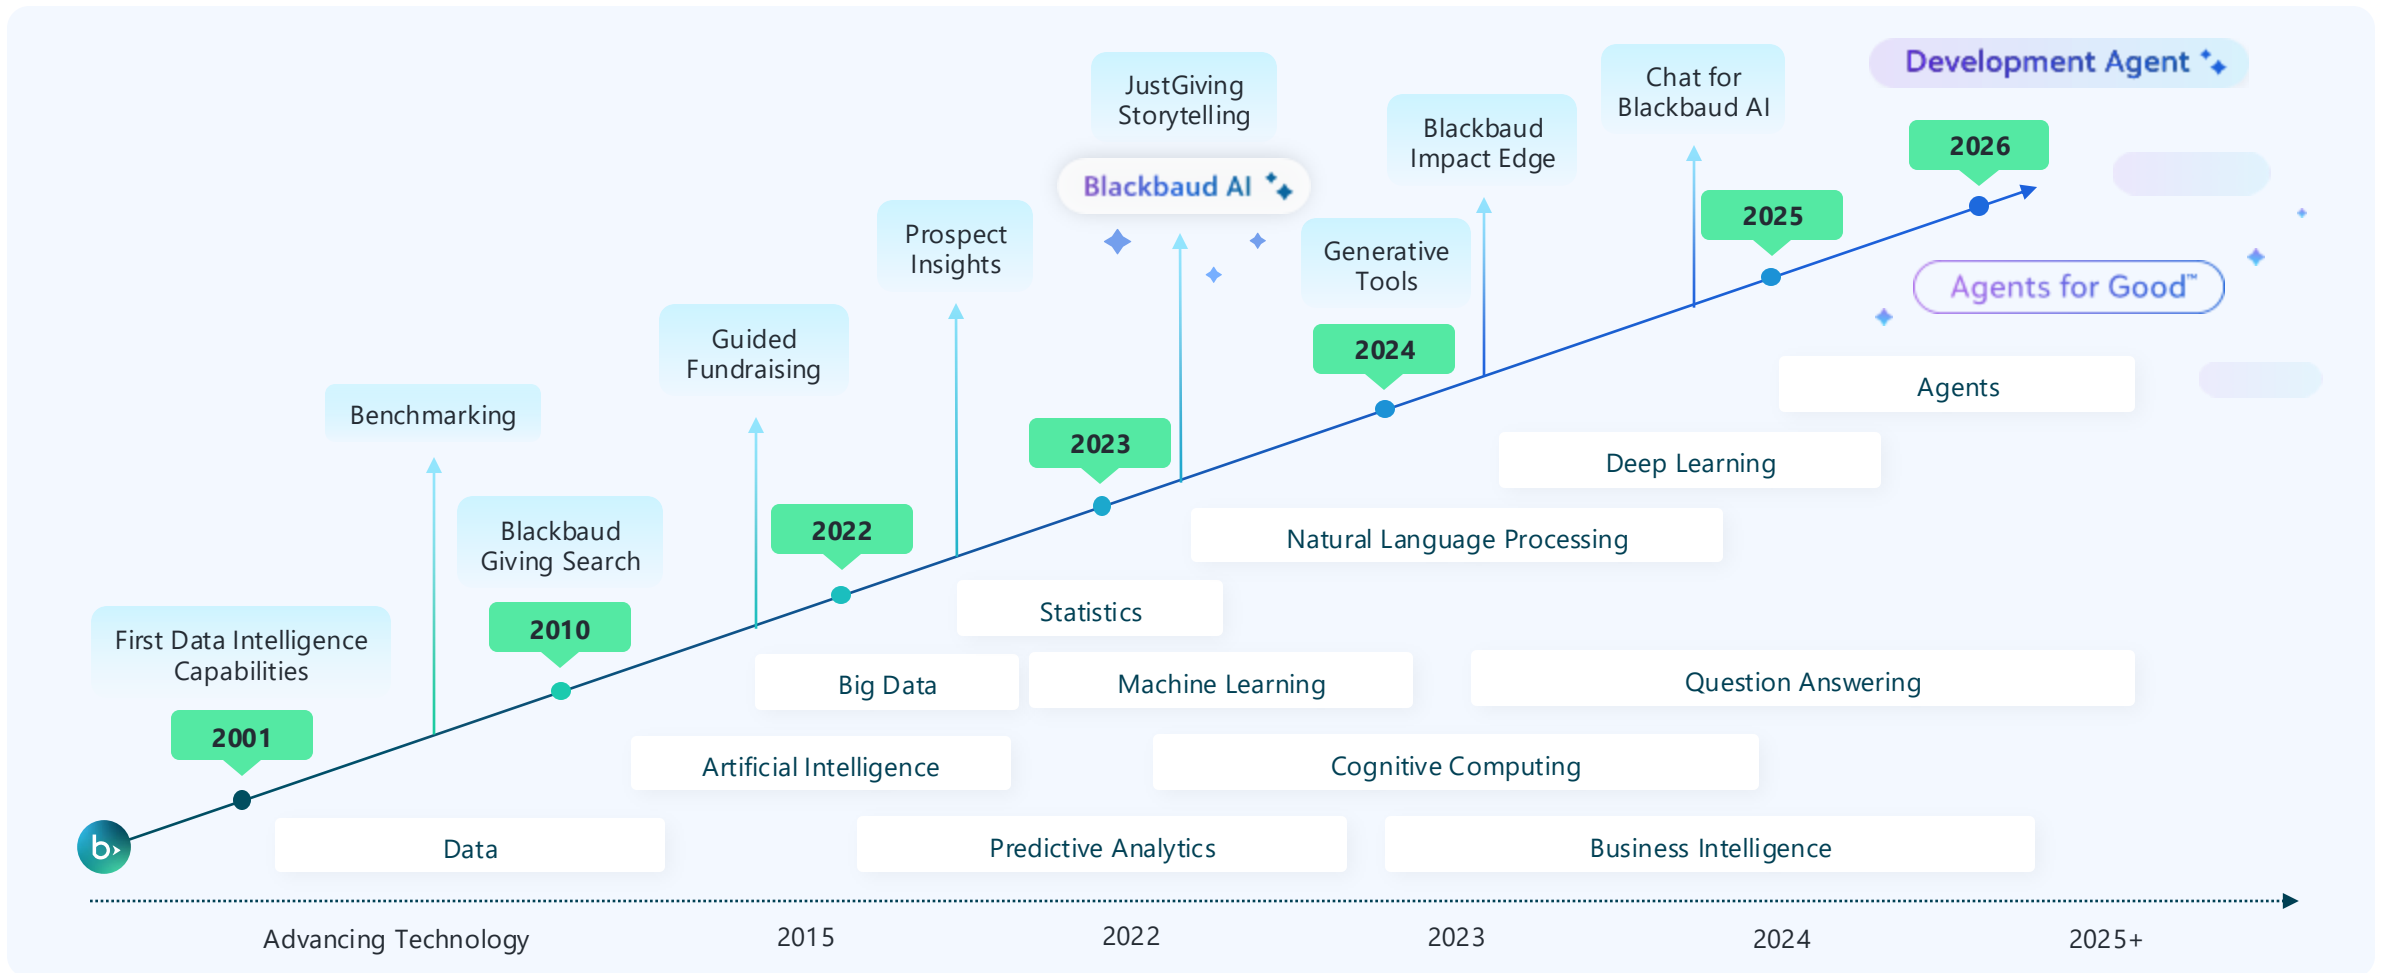 Development Agent
JustGiving
Storytelling
Chat for
Blackbaud AI
Blackbaud
Impact Edge
2026
Blackbaud AI
Prospect
Insights
2025
Generative
Tools
Agents for Good™
Guided
Fundraising
2024
Agents
Benchmarking
2023
Deep Learning
Blackbaud
Giving Search
2022
Natural Language Processing
Statistics
First Data Intelligence
Capabilities
2010
Big Data
Machine Learning
Question Answering
2001
Artificial Intelligence
Cognitive Computing
b
Data
Predictive Analytics
Business Intelligence
Advancing Technology
2015
2022
2023
2024
2025+